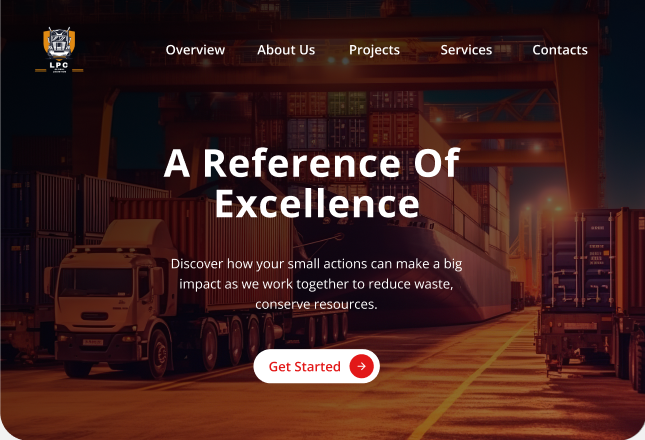 LPC
Overview
About Us
Projects
Services
Contacts
A Reference Of
Excellence
Discover how your small actions can make a big
impact as we work together to reduce waste,
conserve resources.
Get Started